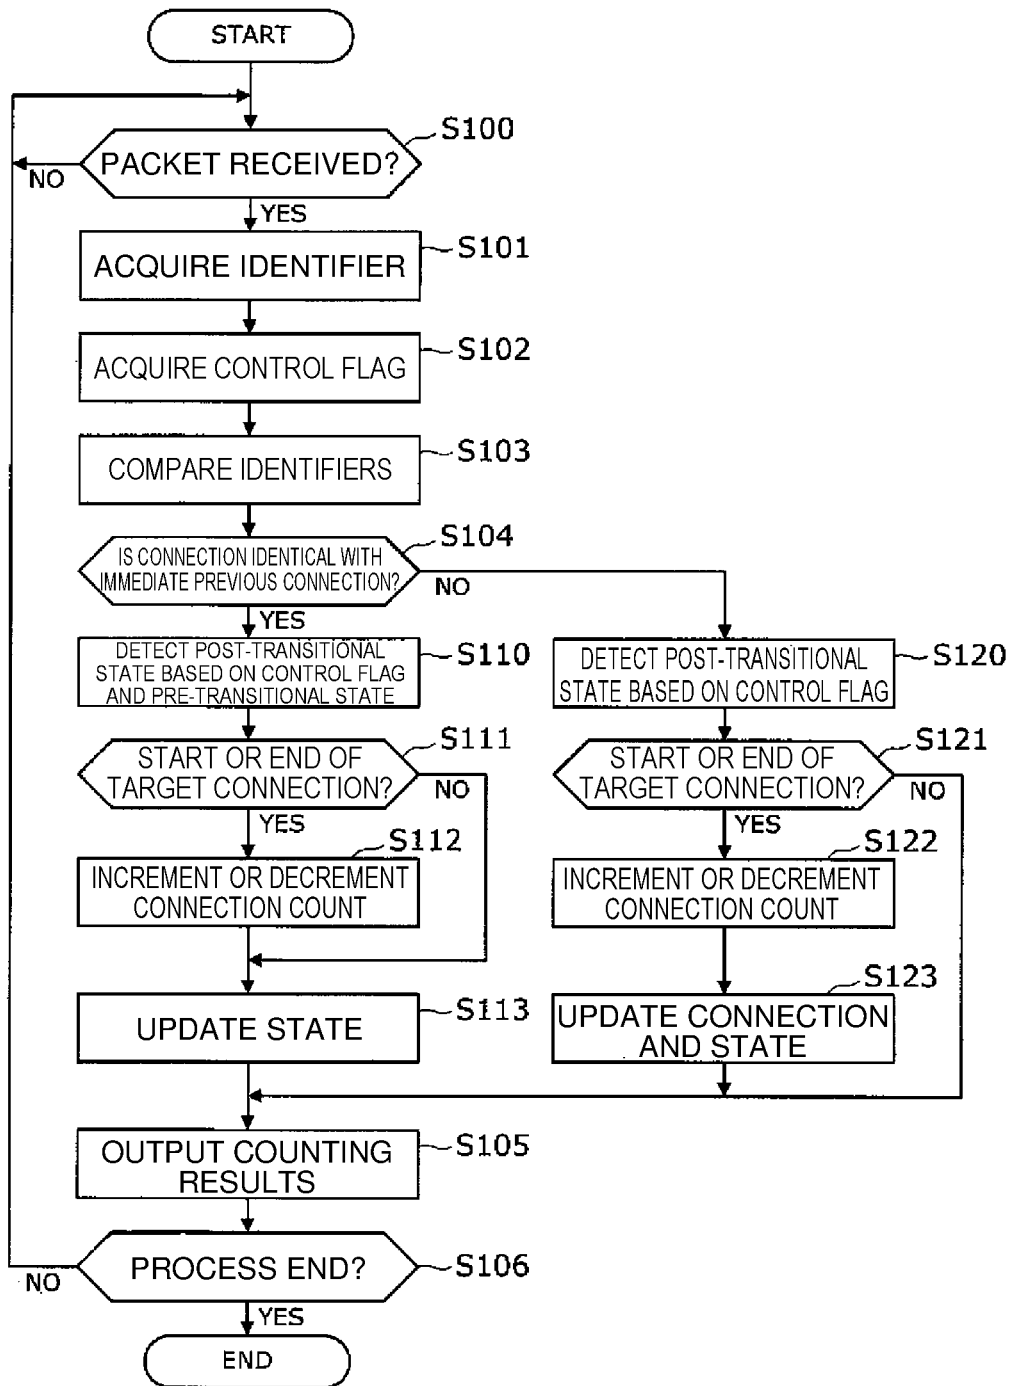 START
S100
PACKET RECEIVED?
NO
YES
S101
ACQUIRE IDENTIFIER
S102
ACQUIRE CONTROL FLAG
S103
COMPARE IDENTIFIERS
S104
IS CONNECTION IDENTICAL WITH
IMMEDIATE PREVIOUS CONNECTION?
NO
YES
S110
DETECT POST-TRANSITIONAL
STATE BASED ON CONTROL FLAG
AND PRE-TRANSITIONAL STATE
S120
DETECT POST-TRANSITIONAL
STATE BASED ON CONTROL FLAG
S111
START OR END OF
TARGET CONNECTION?
NO
YES
S121
START OR END OF
TARGET CONNECTION?
NO
YES
S112
INCREMENT OR DECREMENT
CONNECTION COUNT
S122
INCREMENT OR DECREMENT
CONNECTION COUNT
S113
UPDATE STATE
S123
UPDATE CONNECTION
AND STATE
S105
OUTPUT COUNTING
RESULTS
S106
PROCESS END?
NO
YES
END